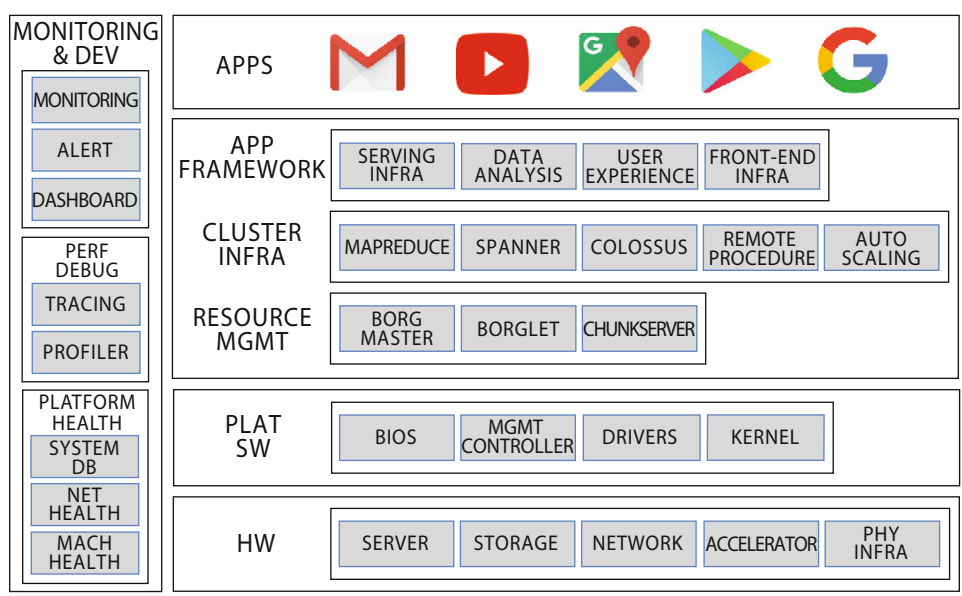 MONITORING
& DEV
MONITORING
ALERT
DASHBOARD
PERF
DEBUG
TRACING
PROFILER
PLATFORM
HEALTH
SYSTEM
DB
NET
HEALTH
MACH
HEALTH
APPS
G
G
APP
FRAMEWORK
SERVING
INFRA
DATA
ANALYSIS
USER
EXPERIENCE
FRONT-END
INFRA
CLUSTER
INFRA
MAPREDUCE
SPANNER
COLOSSUS
REMOTE
PROCEDURE
AUTO
SCALING
RESOURCE
MGMT
BORG
MASTER
BORGLET
CHUNKSERVER
PLAT
SW
BIOS
MGMT
CONTROLLER
DRIVERS
KERNEL
HW
SERVER
STORAGE
NETWORK
ACCELERATOR
PHY
INFRA